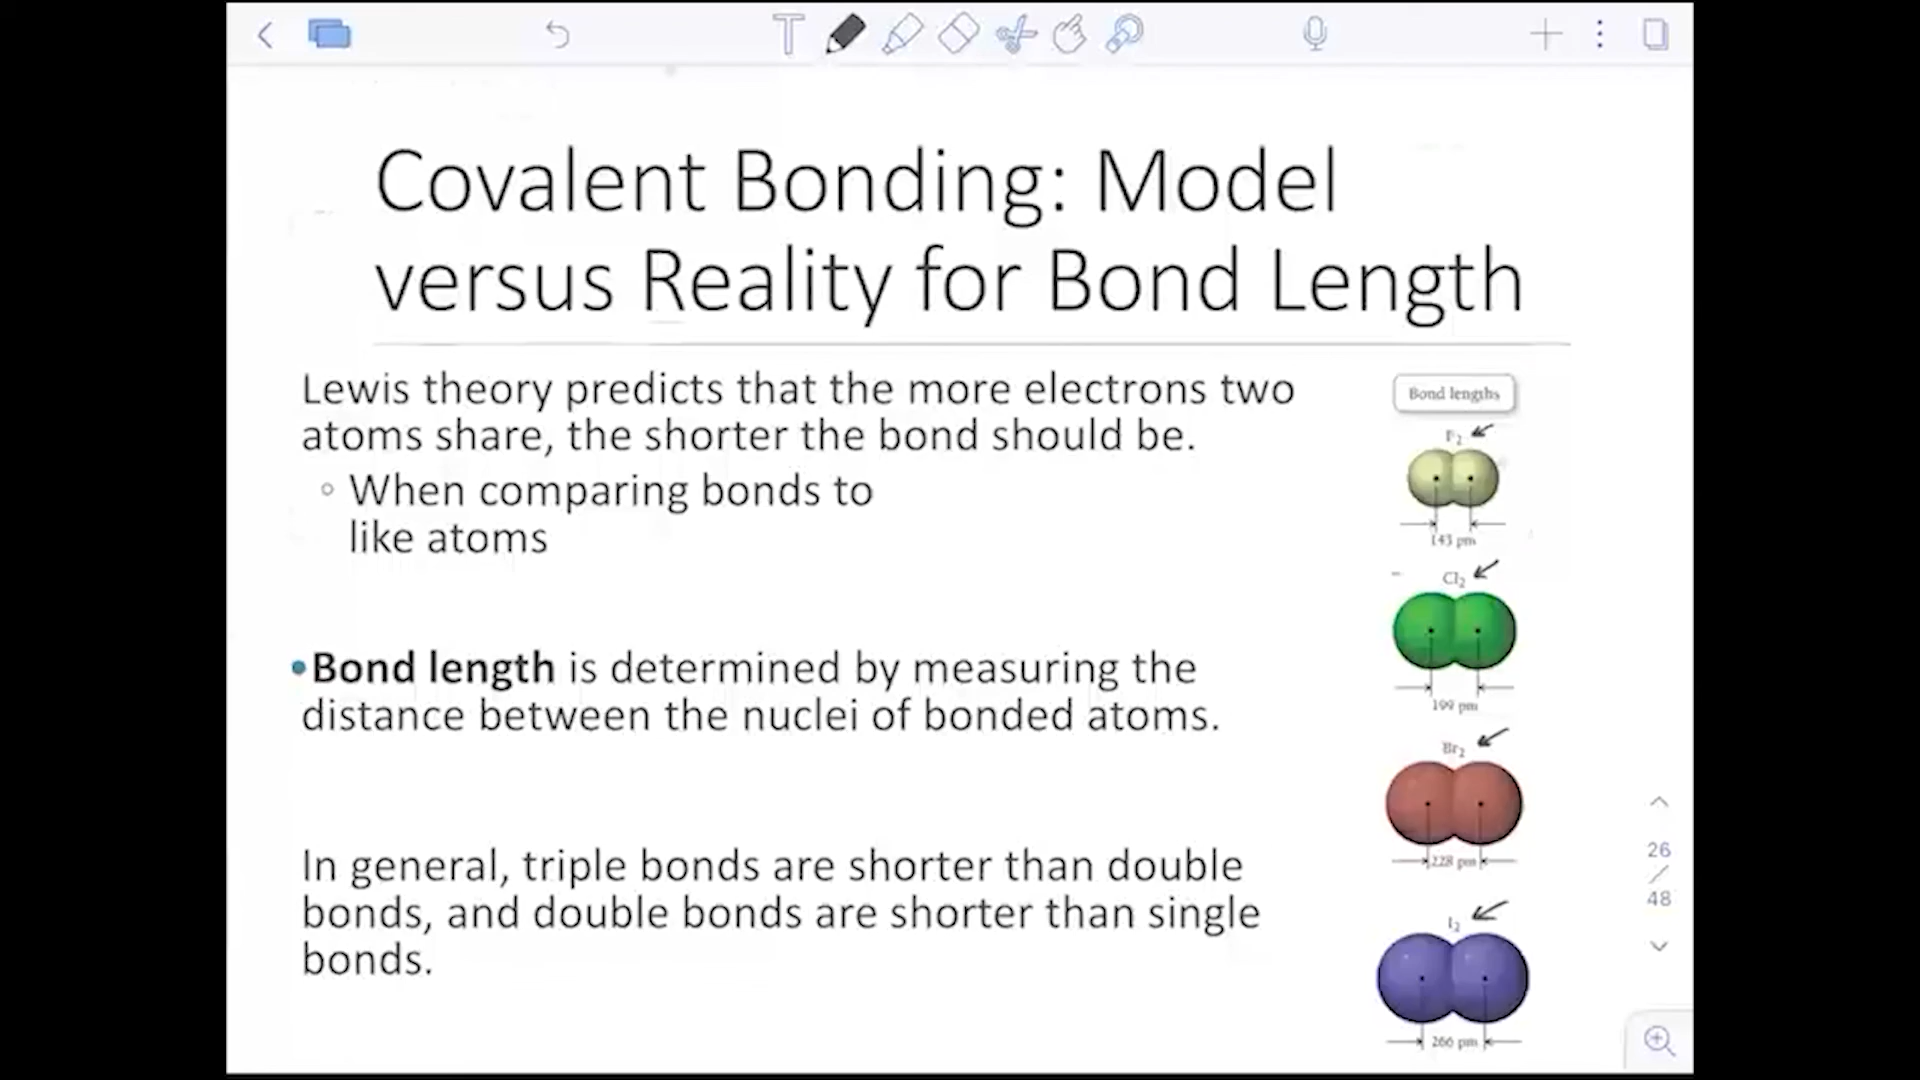 Covalent Bonding: Model
versus Reality for Bond Length
Lewis theory predicts that the more electrons two
atoms share, the shorter the bond should be.
When comparing bonds to
like atoms
•Bond length is determined by measuring the
distance between the nuclei of bonded atoms.
In general, triple bonds are shorter than double
bonds, and double bonds are shorter than single
bonds.
Bond lengths
F₂
143 pm
Cl₂
199 pm
Br₂
228 pm
I₂
266 pm
26
/
48